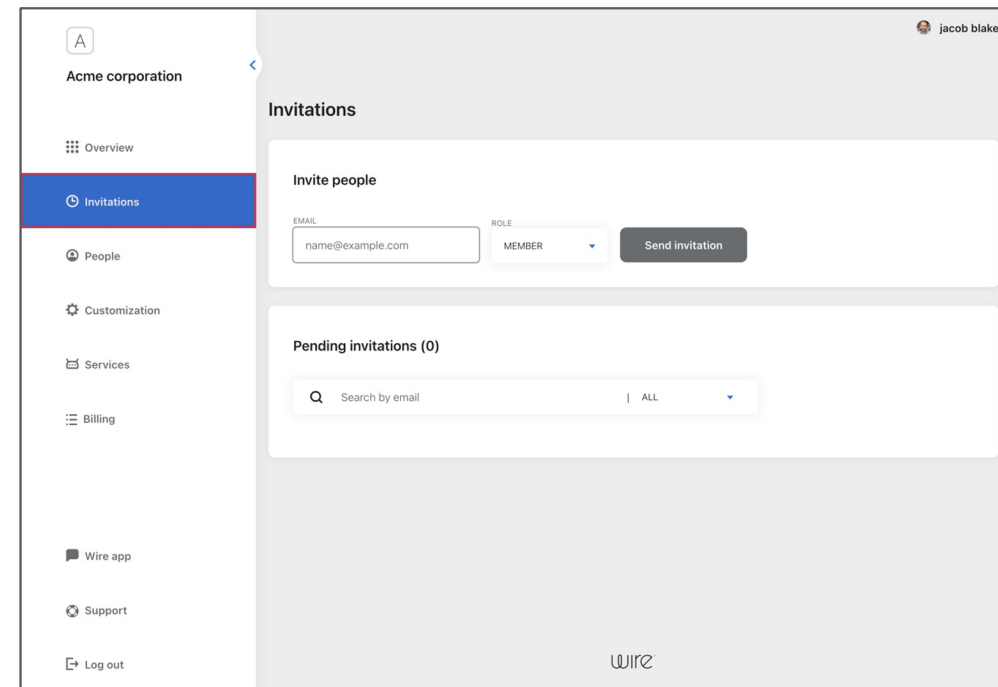 A
jacob blake
Acme corporation
Invitations
Overview
Invite people
Invitations
EMAIL
ROLE
name@example.com
MEMBER
Send invitation
People
Customization
Pending invitations (0)
Services
Search by email
| ALL
Billing
Wire app
Support
Log out
wire